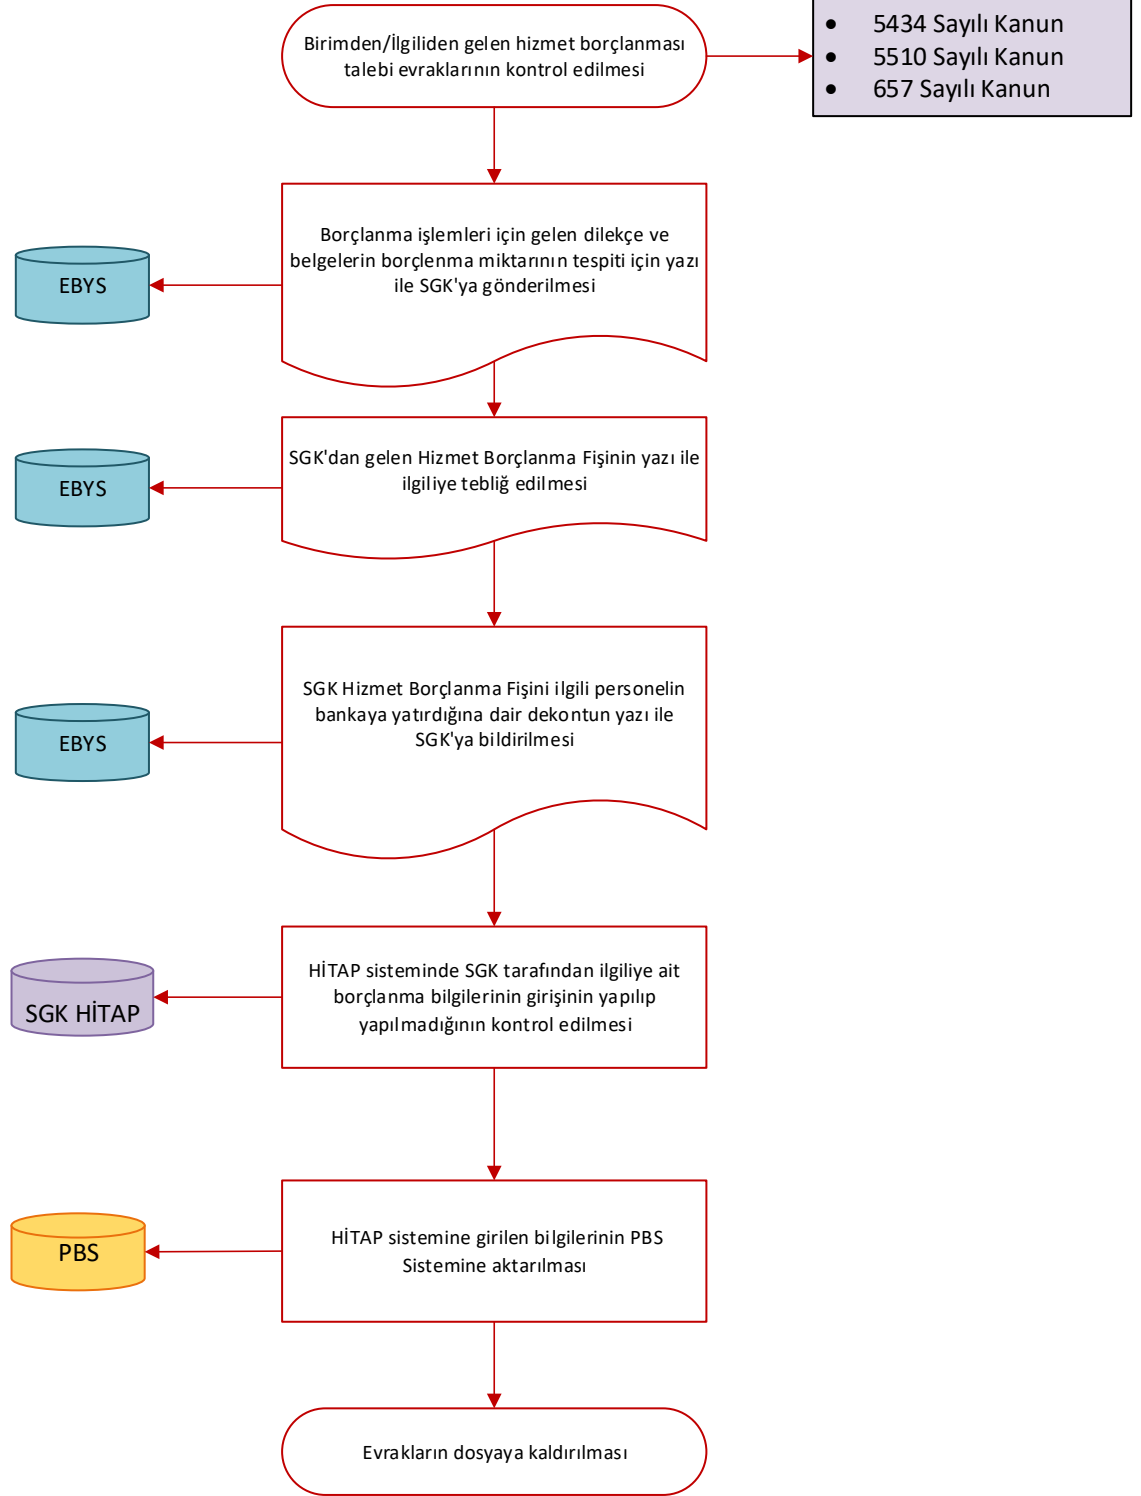 Birimden/İlgiliden gelen hizmet borçlanması
talebi evraklarının kontrol edilmesi
• 5434 Sayılı Kanun
• 5510 Sayılı Kanun
• 657 Sayılı Kanun
Borçlanma işlemleri için gelen dilekçe ve
belgelerin borçlenma miktarının tespiti için yazı
ile SGK'ya gönderilmesi
EBYS
SGK'dan gelen Hizmet Borçlanma Fişinin yazı ile
ilgiliye tebliğ edilmesi
EBYS
SGK Hizmet Borçlanma Fişini ilgili personelin
bankaya yatırdığına dair dekontun yazı ile
SGK'ya bildirilmesi
EBYS
HİTAP sisteminde SGK tarafından ilgiliye ait
borçlanma bilgilerinin girişinin yapılıp
yapılmadığının kontrol edilmesi
SGK HİTAP
HİTAP sistemine girilen bilgilerinin PBS
Sistemine aktarılması
PBS
Evrakların dosyaya kaldırılması